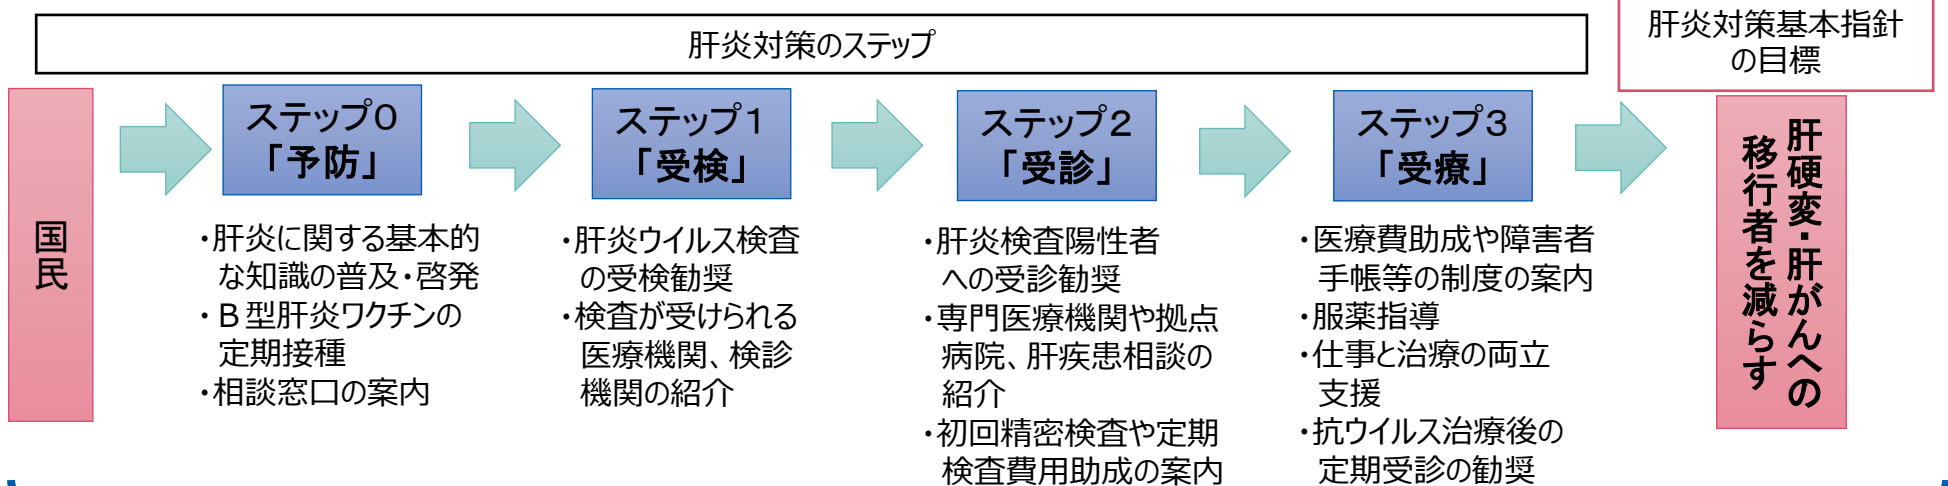 肝炎対策のステップ
肝炎対策基本指針
の目標
国民
ステップ0
「予防」
・肝炎に関する基本的
な知識の普及・啓発
・B型肝炎ワクチンの
定期接種
・相談窓口の案内
ステップ1
「受検」
・肝炎ウイルス検査
の受検勧奨
・検査が受けられる
医療機関、検診
機関の紹介
ステップ2
「受診」
・肝炎検査陽性者
への受診勧奨
・専門医療機関や拠点
病院、肝疾患相談の
紹介
・初回精密検査や定期
検査費用助成の案内
ステップ3
「受療」
・医療費助成や障害者
手帳等の制度の案内
・服薬指導
・仕事と治療の両立
支援
・抗ウイルス治療後の
定期受診の勧奨
肝硬変・肝がんへの
移行者を減らす